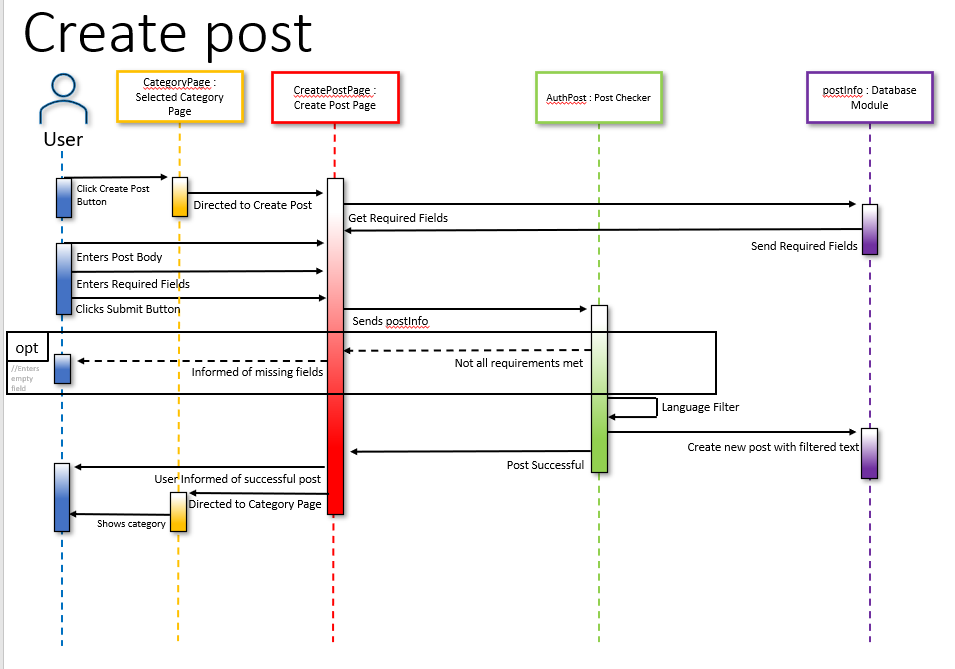 Create post
User
CategoryPage :
Selected Category
Page
CreatePostPage :
Create Post Page
AuthPost : Post Checker
postInfo : Database
Module
Click Create Post
Button
Directed to Create Post
Get Required Fields
Send Required Fields
Enters Post Body
Enters Required Fields
Clicks Submit Button
Sends postInfo
opt
//Enters
empty
field
Not all requirements met
Informed of missing fields
Language Filter
Create new post with filtered text
Post Successful
User Informed of successful post
Directed to Category Page
Shows category